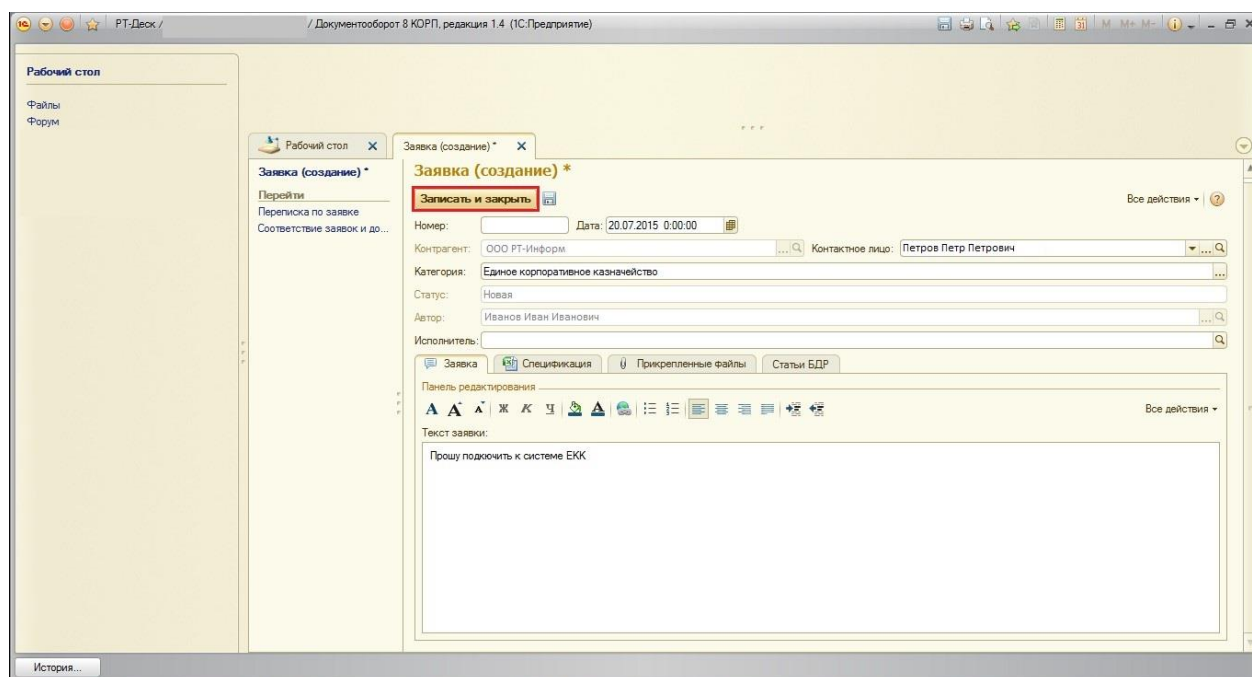 РТ-Деск / / Документооборот 8 КОРП, редакция 1.4 (1С:Предприятие) M M+ M-
Рабочий стол
Файлы
Форум
Рабочий стол Заявка (создание) *
Заявка (создание) *
Перейти
Переписка по заявке
Соответствие заявок и до...
Заявка (создание) *
Записать и закрыть Все действия
Номер: Дата: 20.07.2015 0:00:00
Контрагент: ООО РТ-Информ ... Контактное лицо: Петров Петр Петрович ...
Категория: Единое корпоративное казначейство ...
Статус: Новая
Автор: Иванов Иван Иванович ...
Исполнитель:
Заявка Спецификация Прикрепленные файлы Статьи БДР
Панель редактирования
А А А Ж К Ч А Все действия
Текст заявки:
Прошу подкючить к системе ЕКК
История...